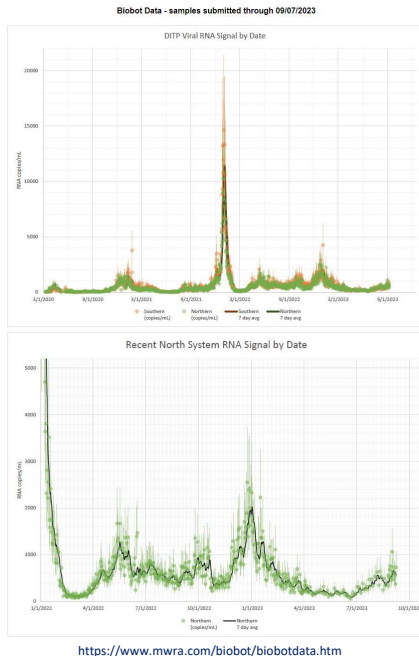 Biobot Data - samples submitted through 09/07/2023
DITP Viral RNA Signal by Date
RNA copies/mL
20000
15000
10000
5000
0
3/1/2020 9/1/2020 3/1/2021 9/1/2021 3/1/2022 9/1/2022 3/1/2023 9/1/2023
Southern (copies/mL) Northern (copies/mL) Southern 7 day avg Northern 7 day avg
Recent North System RNA Signal by Date
RNA copies/mL
5000
4000
3000
2000
1000
0
1/1/2022 4/1/2022 7/1/2022 10/1/2022 1/1/2023 4/1/2023 7/1/2023 10/1/202
Northern (copies/mL) Northern 7 day avg
https://www.mwra.com/biobot/biobotdata.htm